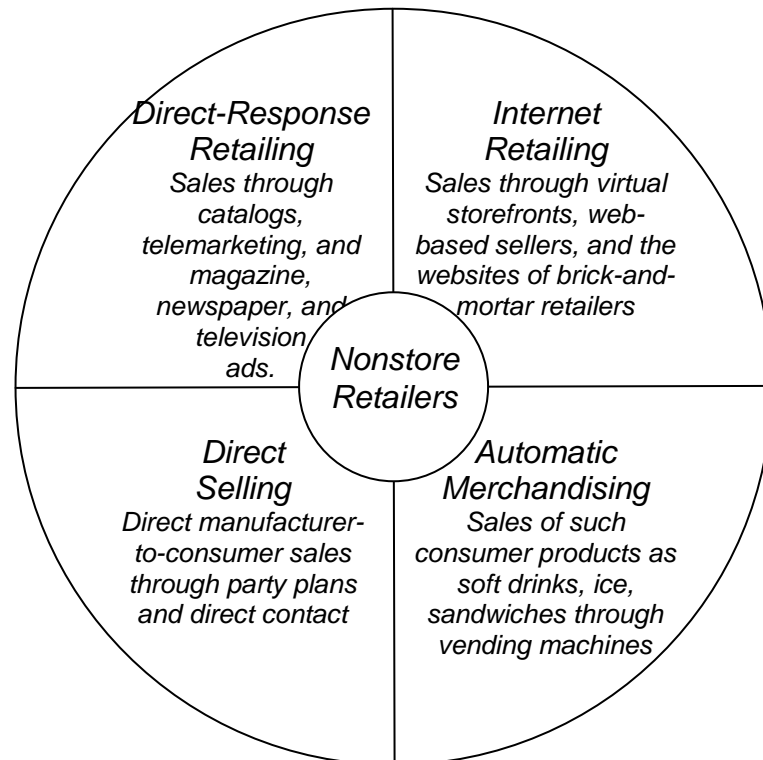 Direct-Response
Retailing
Sales through
catalogs,
telemarketing, and
magazine,
newspaper, and
television
ads.
Internet
Retailing
Sales through virtual
storefronts, web-
based sellers, and the
websites of brick-and-
mortar retailers
Nonstore
Retailers
Direct
Selling
Direct manufacturer-
to-consumer sales
through party plans
and direct contact
Automatic
Merchandising
Sales of such
consumer products as
soft drinks, ice,
sandwiches through
vending machines